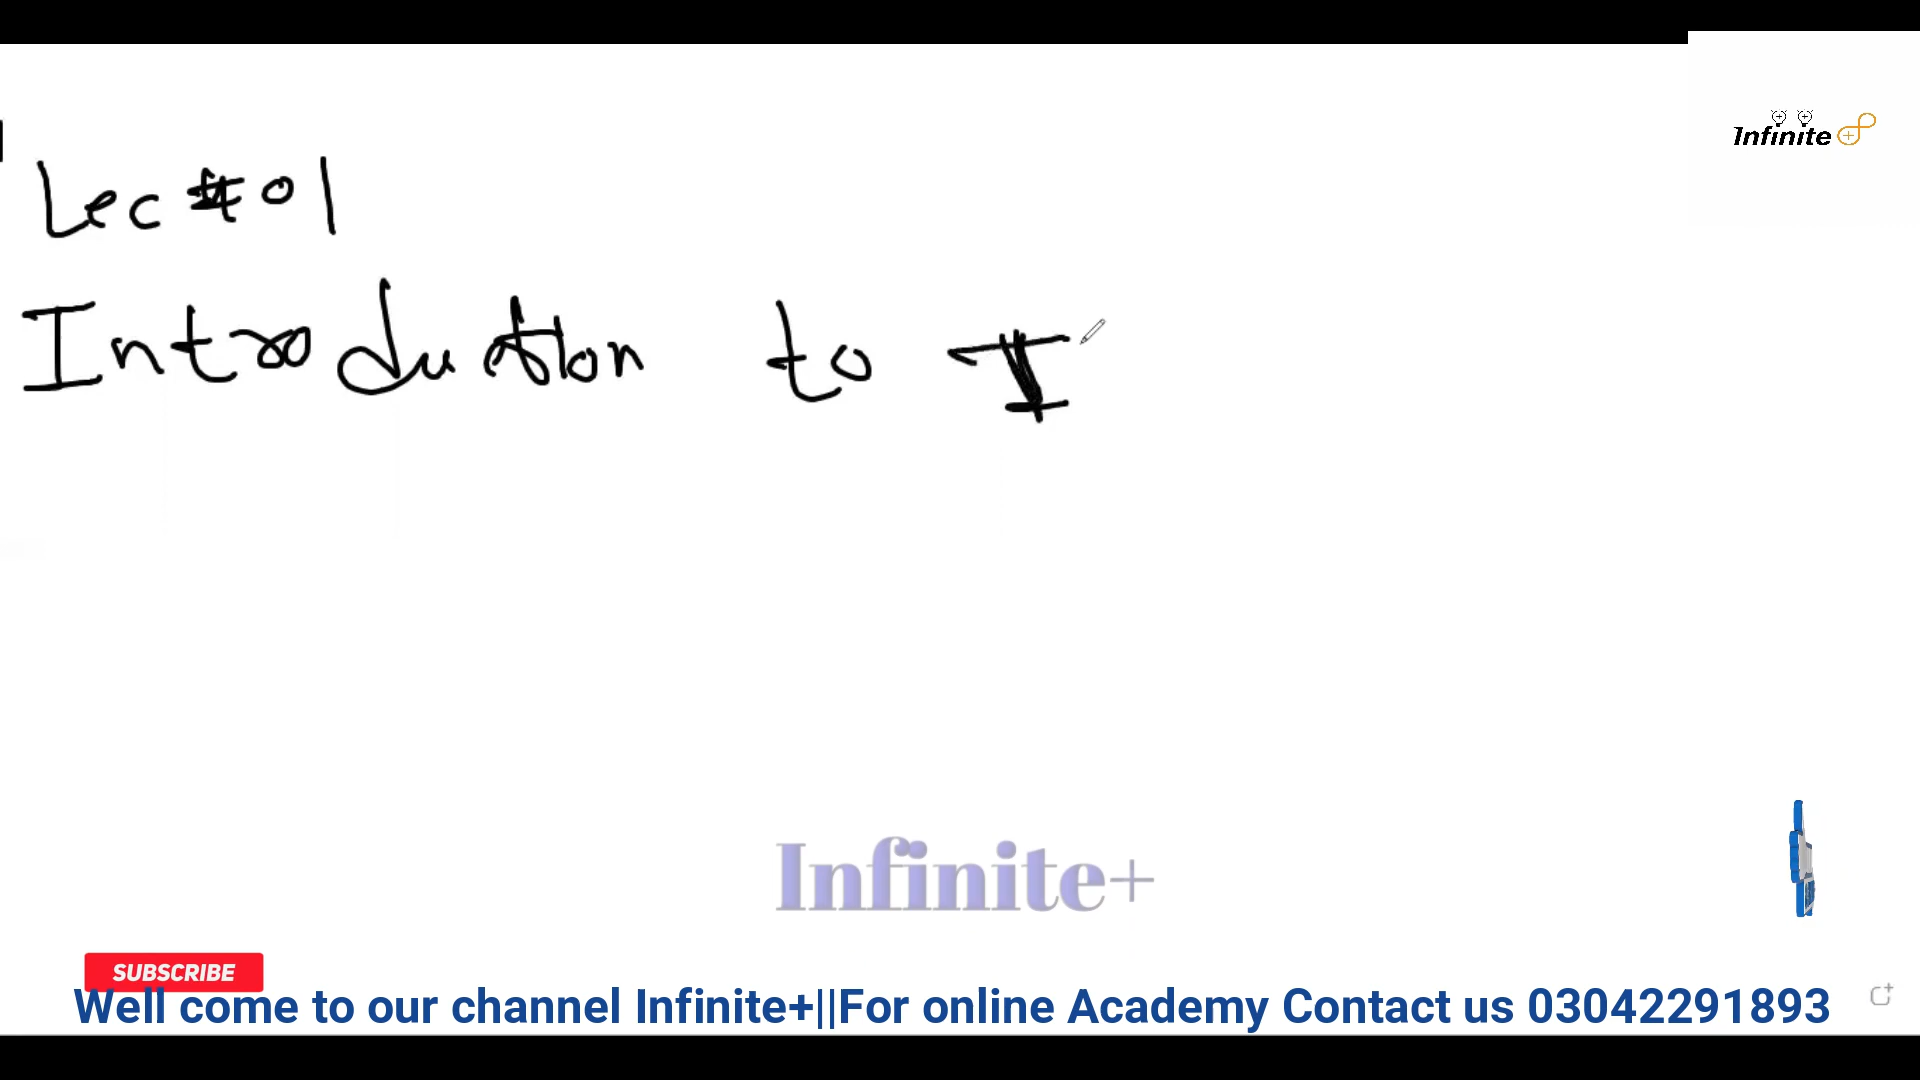 Infinite
Lec #01
Introduction to I
Infinite+
SUBSCRIBE
Well come to our channel Infinite+||For online Academy Contact us 03042291893